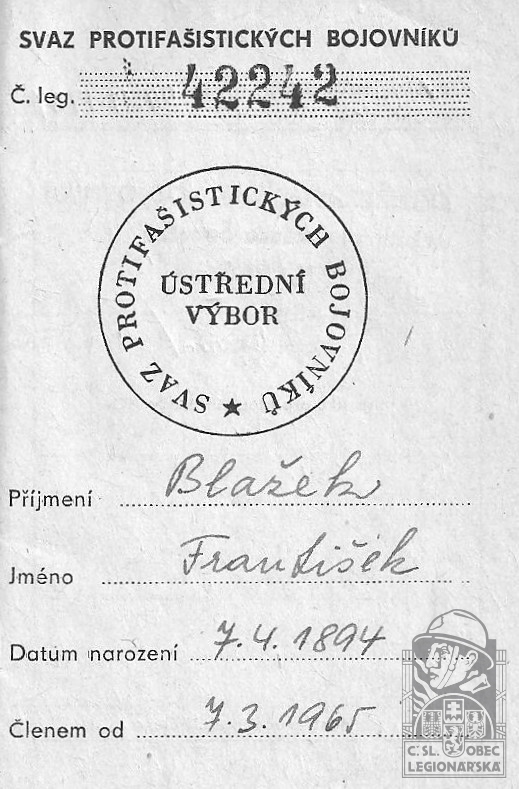 SVAZ PROTIFAŠISTICKÝCH BOJOVNÍKŮ
Č. leg. 42242
SVAZ PROTIFAŠISTICKÝCH BOJOVNÍKŮ ★
ÚSTŘEDNÍ
VÝBOR
Příjmení Blažek
Jméno František
Datum narození 7.4.1894
Členem od 7.3.1965
Č.SL. OBEC
LEGIONÁŘSKÁ